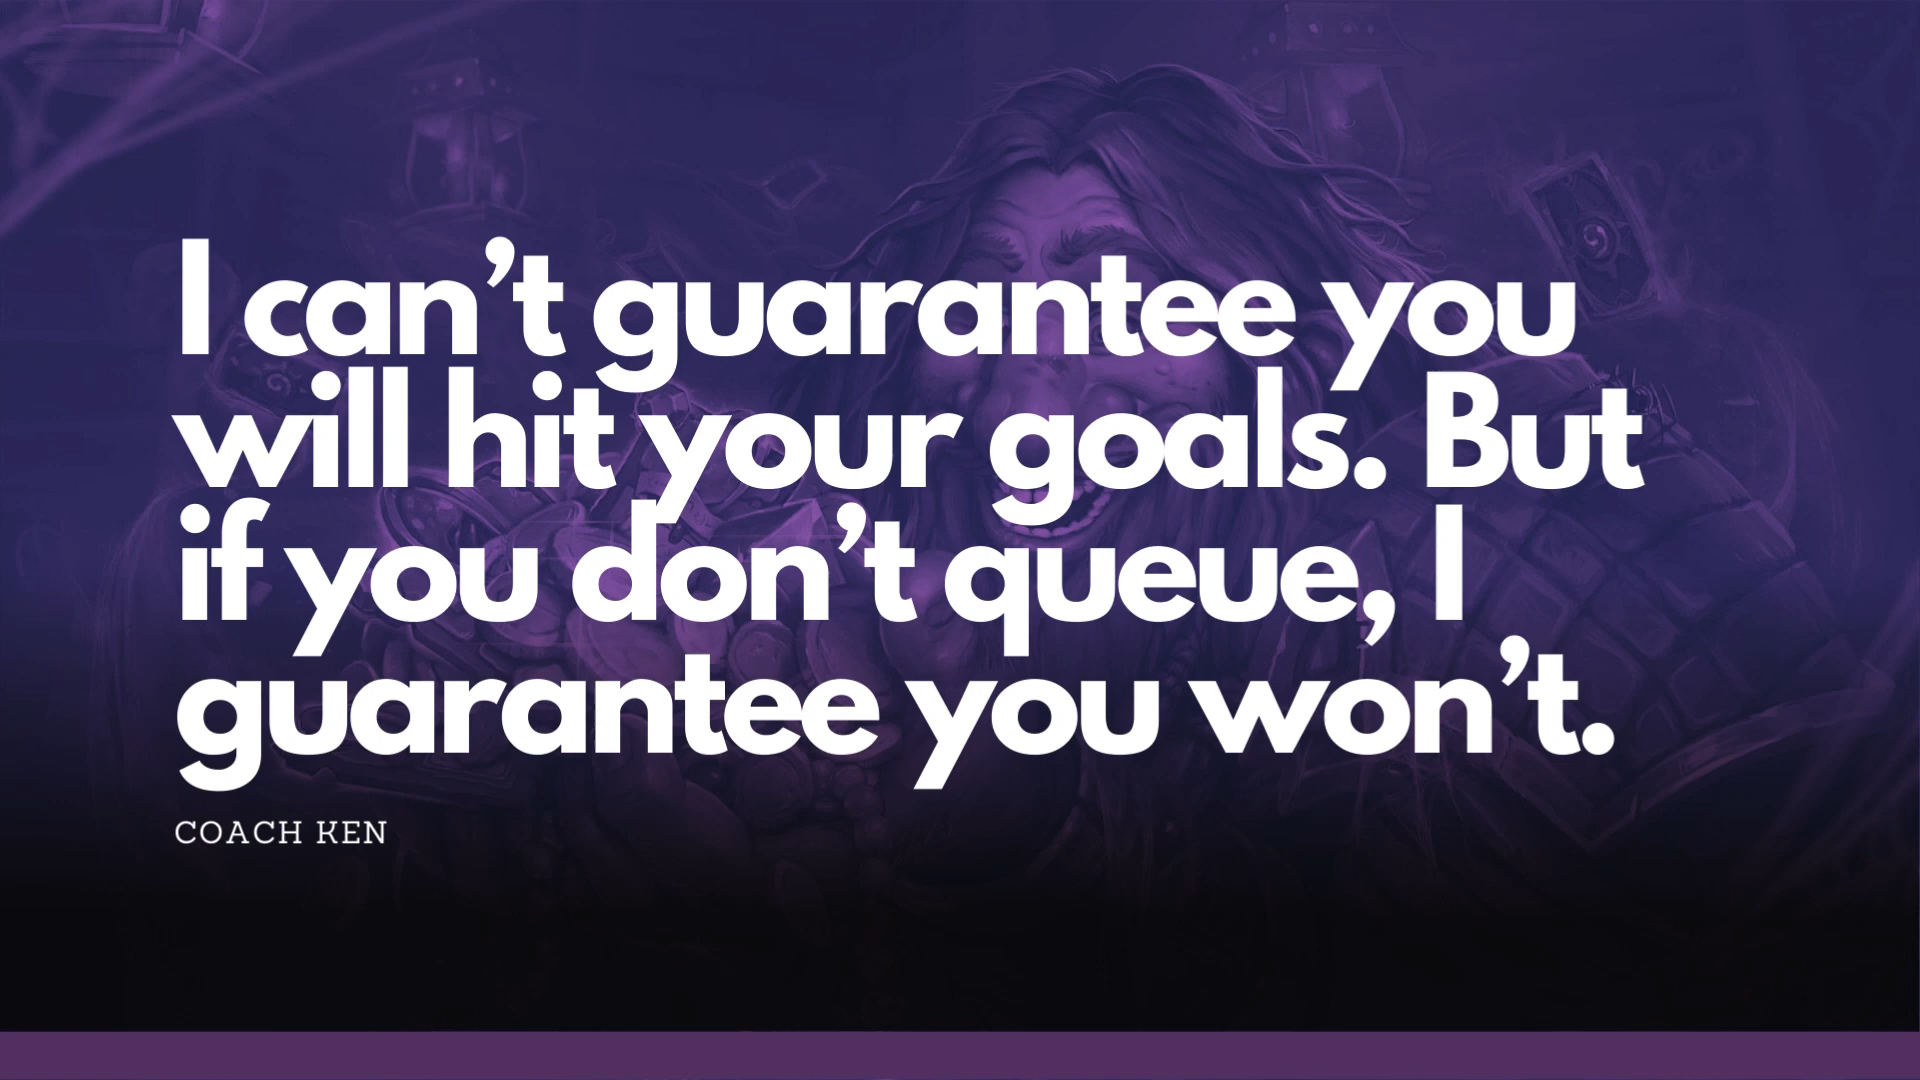 I can’t guarantee you
will hit your goals. But
if you don’t queue, I
guarantee you won’t.
COACH KEN